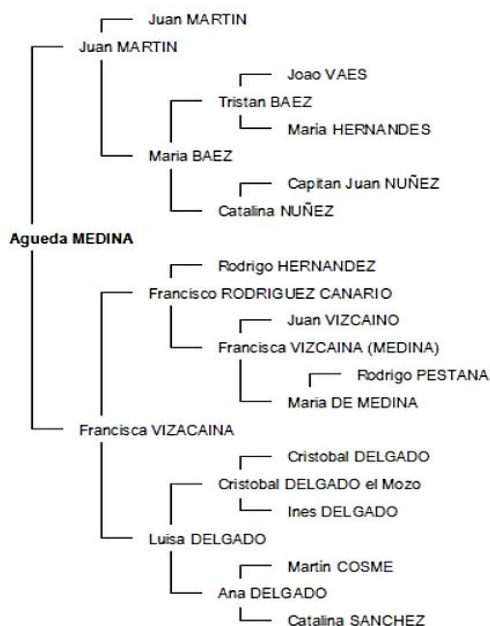 Juan MARTIN
Juan MARTIN
Joao VAES
Tristan BAEZ
Maria HERNANDES
Maria BAEZ
Capitan Juan NUÑEZ
Catalina NUÑEZ
Agueda MEDINA
Rodrigo HERNANDEZ
Francisco RODRIGUEZ CANARIO
Juan VIZCAINO
Francisca VIZCAINA (MEDINA)
Rodrigo PESTANA
Maria DE MEDINA
Francisca VIZACAINA
Cristobal DELGADO
Cristobal DELGADO el Mozo
Ines DELGADO
Luisa DELGADO
Martin COSME
Ana DELGADO
Catalina SANCHEZ